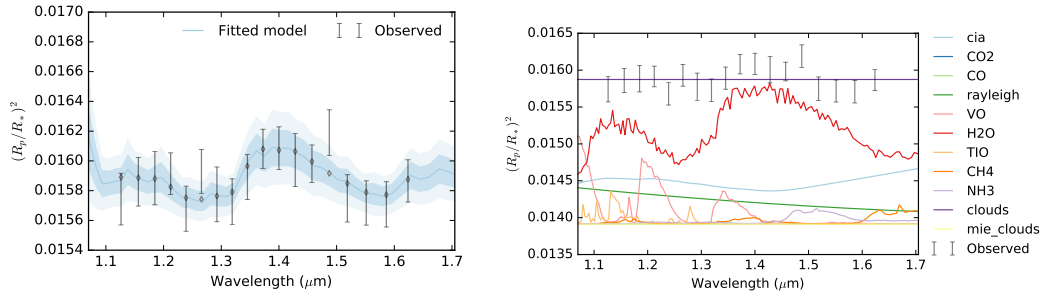 0.0170
0.0168
0.0166
0.0164
0.0162
0.0160
0.0158
0.0156
0.0154
(Rp/R*)²
Fitted model
Observed
1.1 1.2 1.3 1.4 1.5 1.6 1.7
Wavelength (μm)
0.0165
0.0160
0.0155
0.0150
0.0145
0.0140
0.0135
(Rp/R*)²
1.1 1.2 1.3 1.4 1.5 1.6 1.7
Wavelength (μm)
cia
CO2
CO
rayleigh
VO
H2O
TIO
CH4
NH3
clouds
mie_clouds
Observed